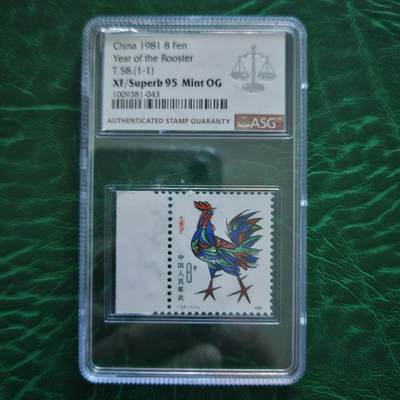 China 1981 8 Fen
Year of the Rooster
T.58.(1-1)
XF/Superb 95 Mint OG
1009381-043
AUTHENTICATED STAMP GUARANTY
ASG
8分
中国人民邮政